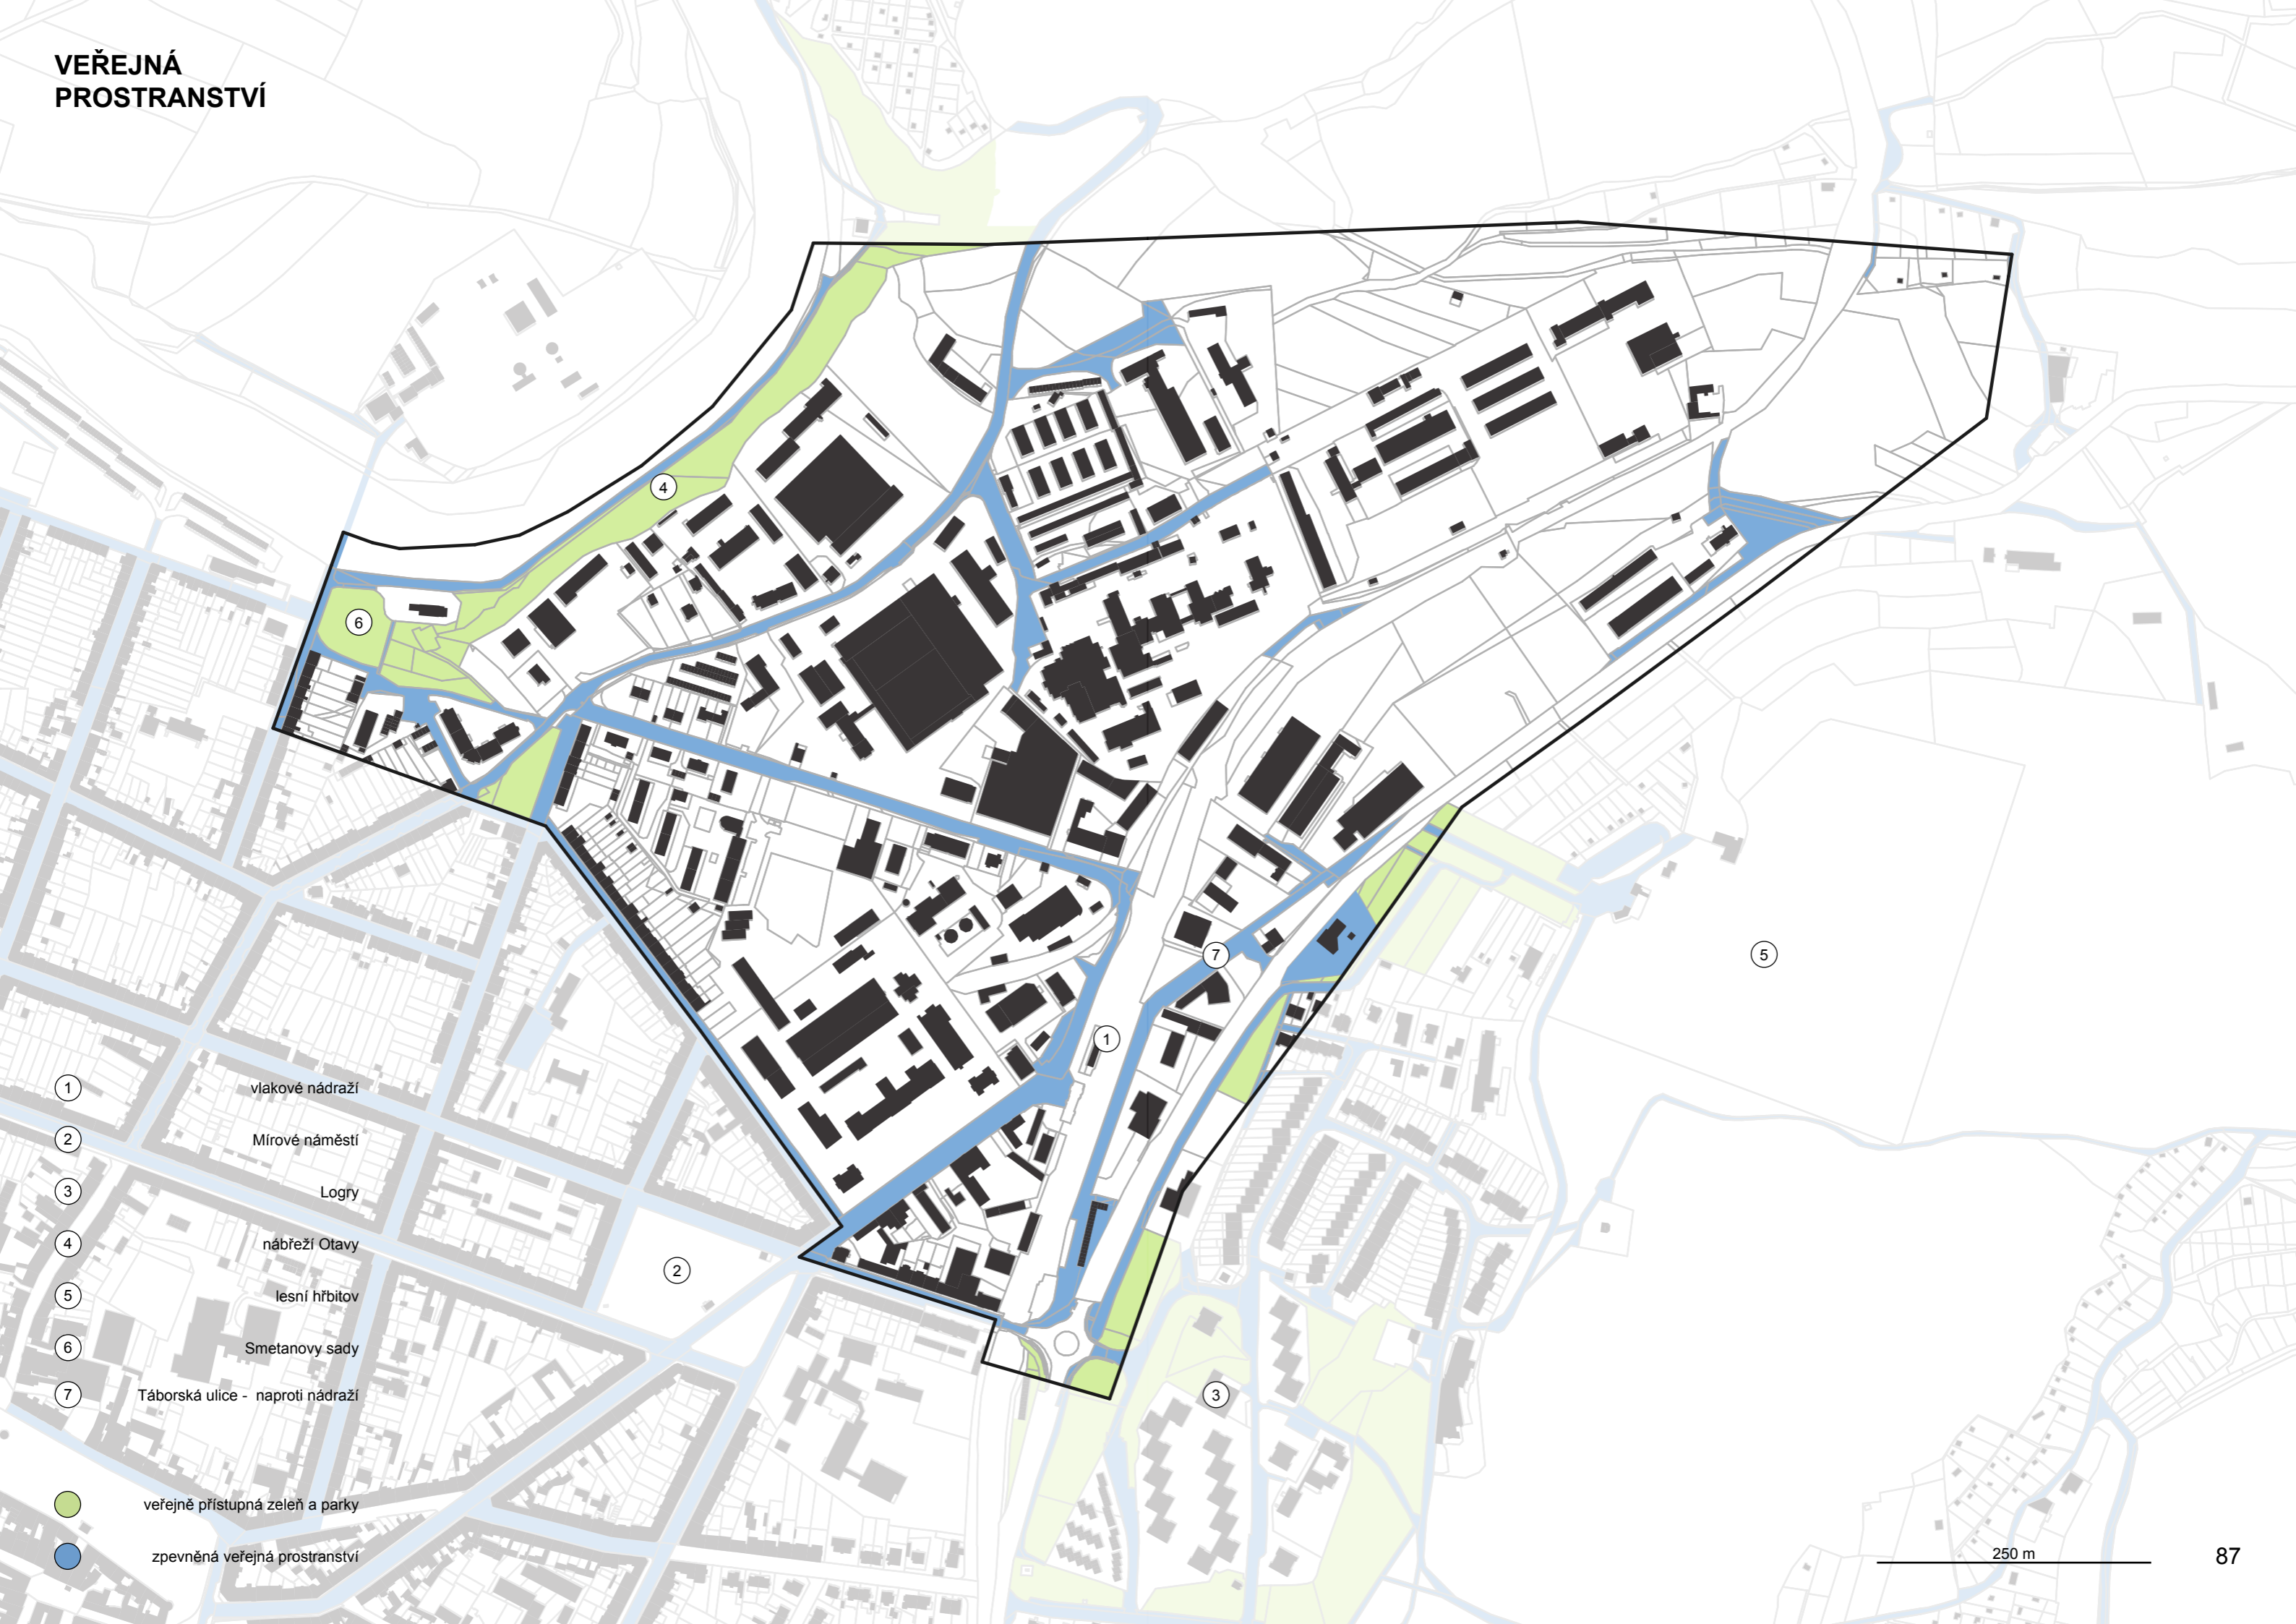 VEŘEJNÁ
PROSTRANSTVÍ
4
6
5
7
1
2
3
1 vlakové nádraží
2 Mírové náměstí
3 Logry
4 nábřeží Otavy
5 lesní hřbitov
6 Smetanovy sady
7 Táborská ulice - naproti nádraží
veřejně přístupná zeleň a parky
zpevněná veřejná prostranství
250 m
87